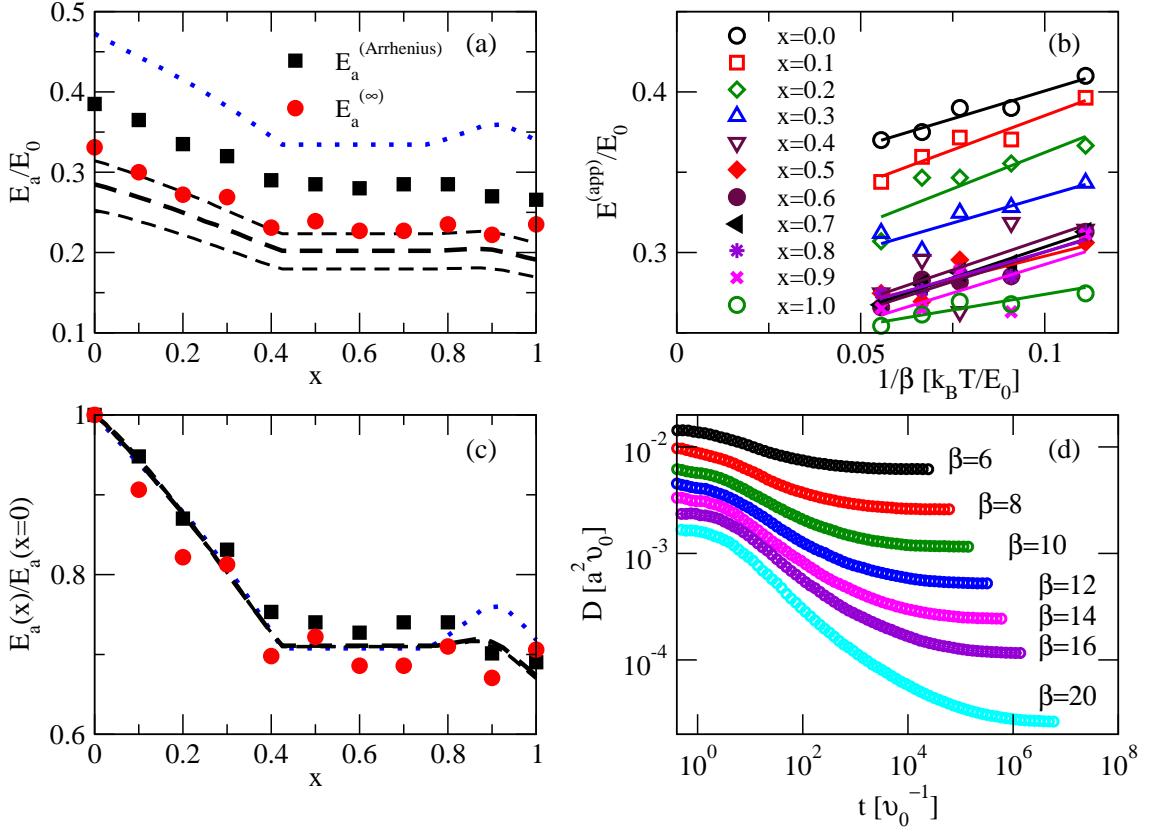 0.5
0.4
0.3
0.2
0.1
E_a/E_0
(a)
E_a^(Arrhenius)
E_a^(∞)
0 0.2 0.4 0.6 0.8 1
x
0.4
0.3
E^(app)/E_0
(b)
x=0.0
x=0.1
x=0.2
x=0.3
x=0.4
x=0.5
x=0.6
x=0.7
x=0.8
x=0.9
x=1.0
0 0.05 0.1
1/β [k_BT/E_0]
1
0.8
0.6
E_a(x)/E_a(x=0)
(c)
0 0.2 0.4 0.6 0.8 1
x
10^-2
10^-3
10^-4
D [a^2υ_0]
(d)
β=6
β=8
β=10
β=12
β=14
β=16
β=20
10^0 10^2 10^4 10^6 10^8
t [υ_0^-1]